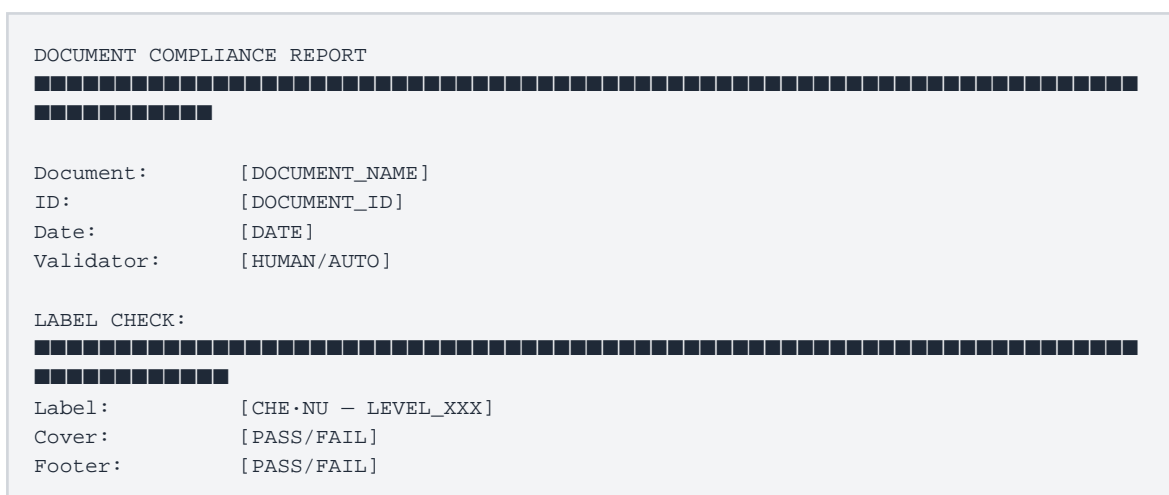 DOCUMENT COMPLIANCE REPORT
■■■■■■■■■■■■■■■■■■■■■■■■■■■■■■■■■■■■■■■■■■■■■■■■■■■■■■■■■■■■■■■■■■■■
■■■■■■■■■■■
Document: [DOCUMENT_NAME]
ID: [DOCUMENT_ID]
Date: [DATE]
Validator: [HUMAN/AUTO]
LABEL CHECK:
■■■■■■■■■■■■■■■■■■■■■■■■■■■■■■■■■■■■■■■■■■■■■■■■■■■■■■■■■■■■■■■■■■■■
■■■■■■■■■■■■
Label: [CHE·NU — LEVEL_XXX]
Cover: [PASS/FAIL]
Footer: [PASS/FAIL]